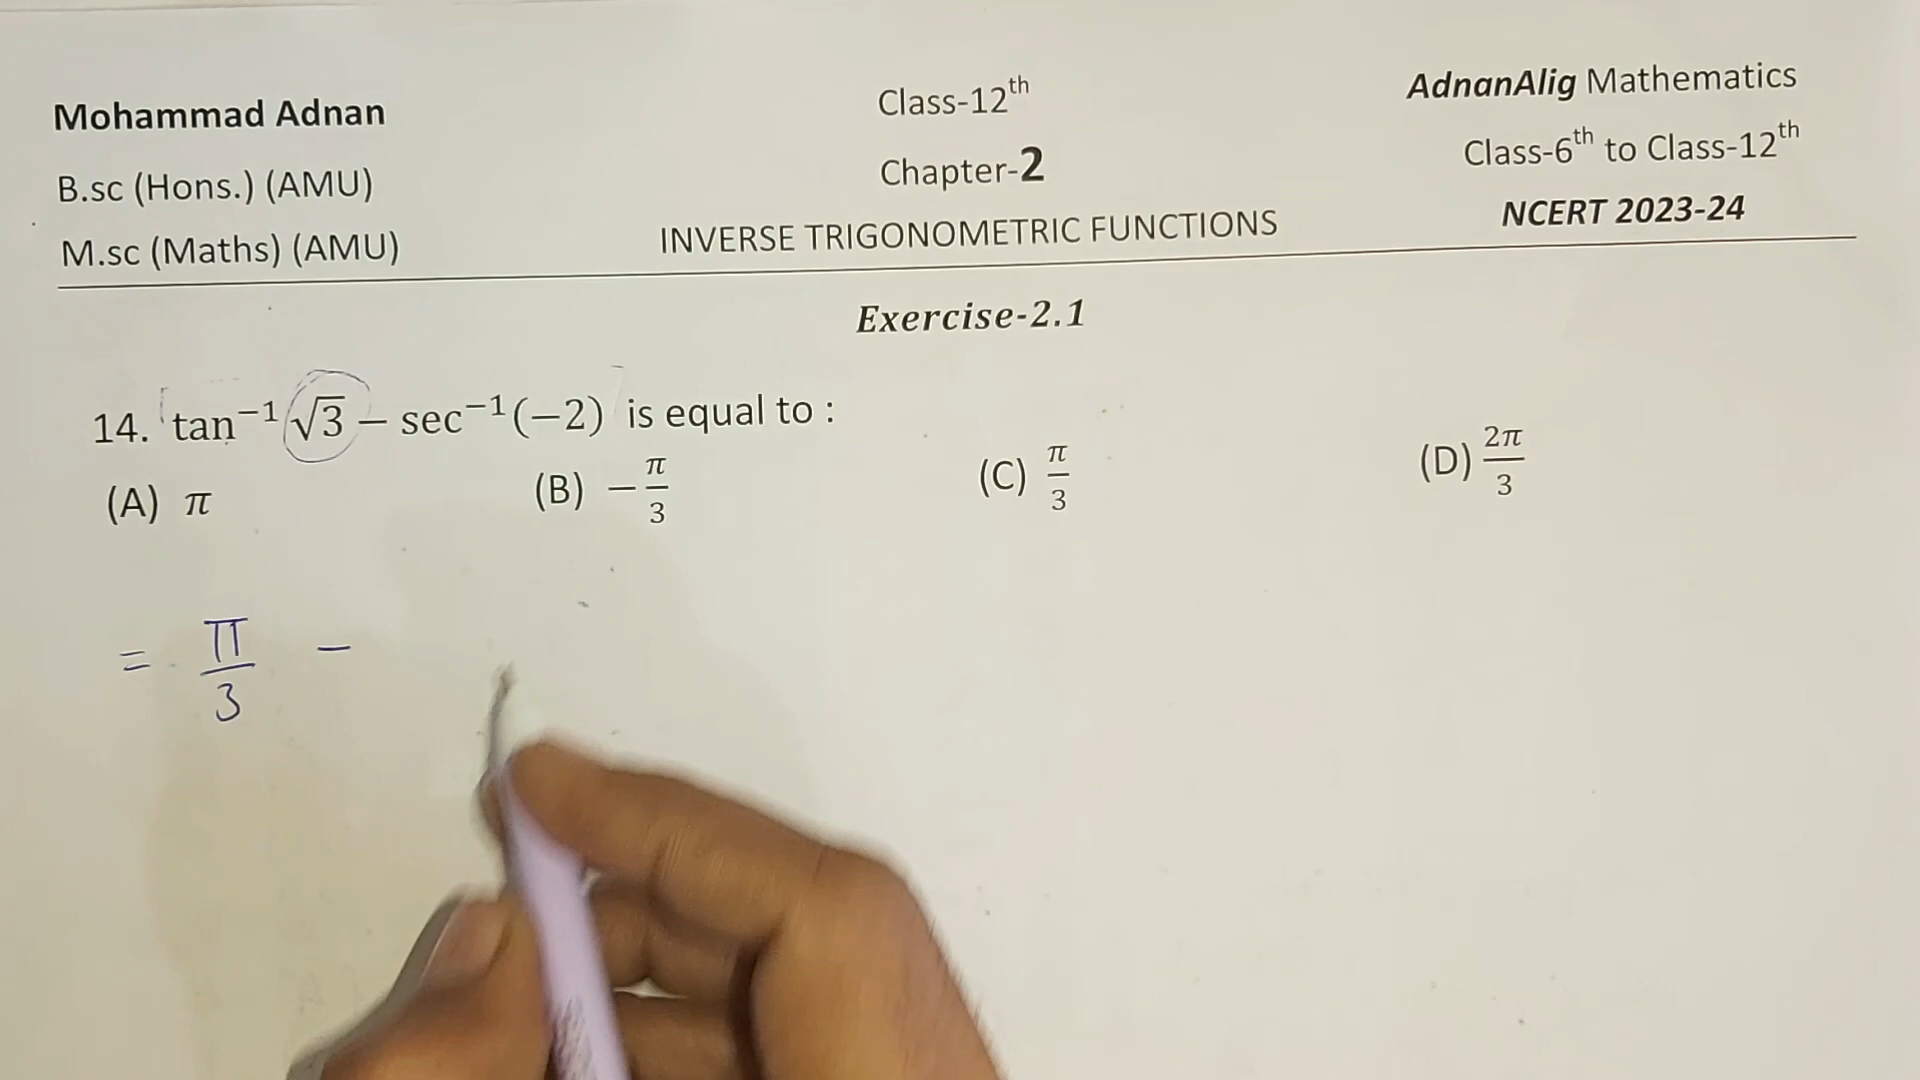 Mohammad Adnan
B.sc (Hons.) (AMU)
M.sc (Maths) (AMU)
Class-12th
Chapter-2
INVERSE TRIGONOMETRIC FUNCTIONS
AdnanAlig Mathematics
Class-6th to Class-12th
NCERT 2023-24
Exercise-2.1
14. tan⁻¹ √3 − sec⁻¹(−2) is equal to :
(A) π (B) −π/3 (C) π/3 (D) 2π/3
= π/3 −